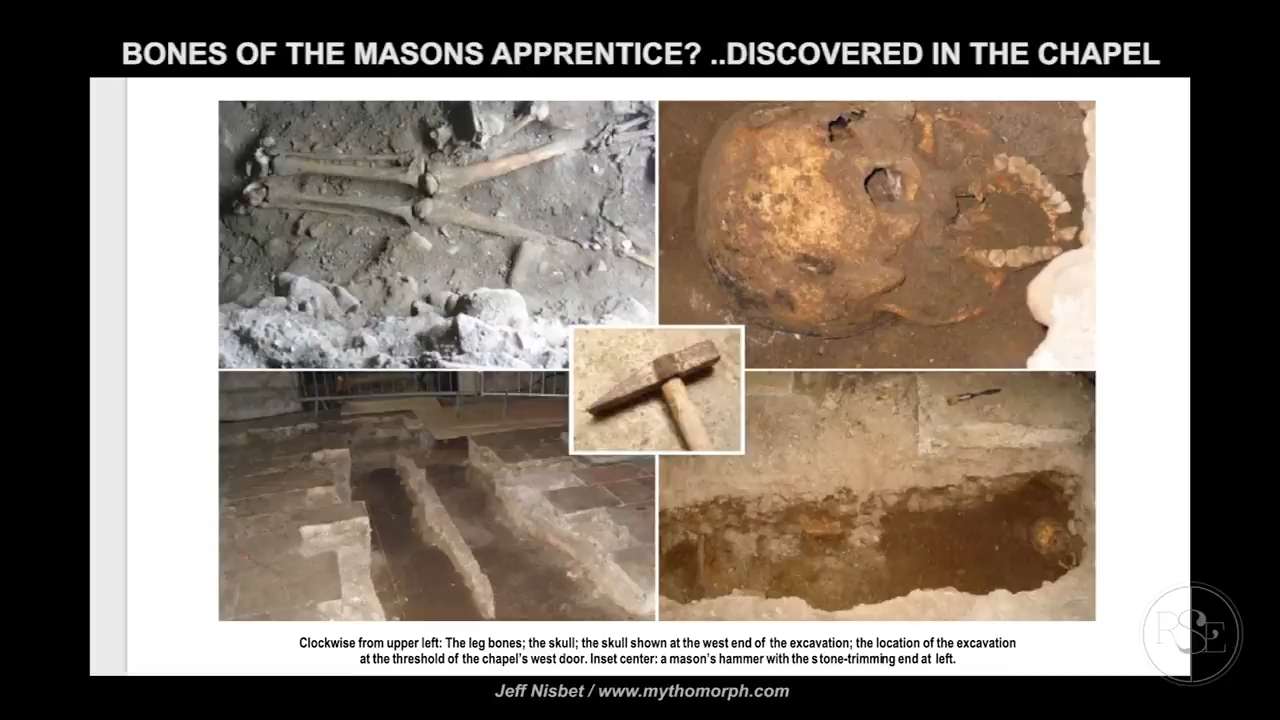 BONES OF THE MASONS APPRENTICE? ..DISCOVERED IN THE CHAPEL
Clockwise from upper left: The leg bones; the skull; the skull shown at the west end of the excavation; the location of the excavation
at the threshold of the chapel's west door. Inset center: a mason's hammer with the stone-trimming end at left.
RSE
Jeff Nisbet / www.mythomorph.com